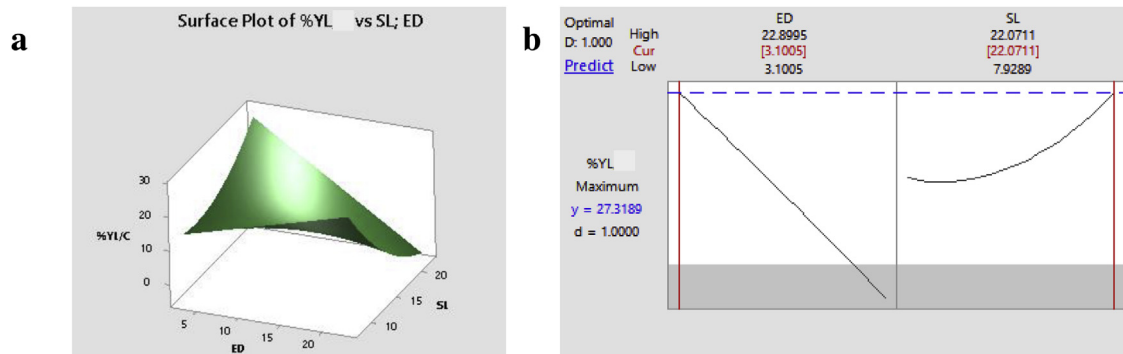 a
Surface Plot of %YL vs SL; ED
30
20
%YL/C
10
0
5
10
15
20
ED
10
15
20
SL
b
Optimal
D: 1.000
Predict
High
Cur
Low
ED
22.8995
[3.1005]
3.1005
SL
22.0711
[22.0711]
7.9289
%YL
Maximum
y = 27.3189
d = 1.0000